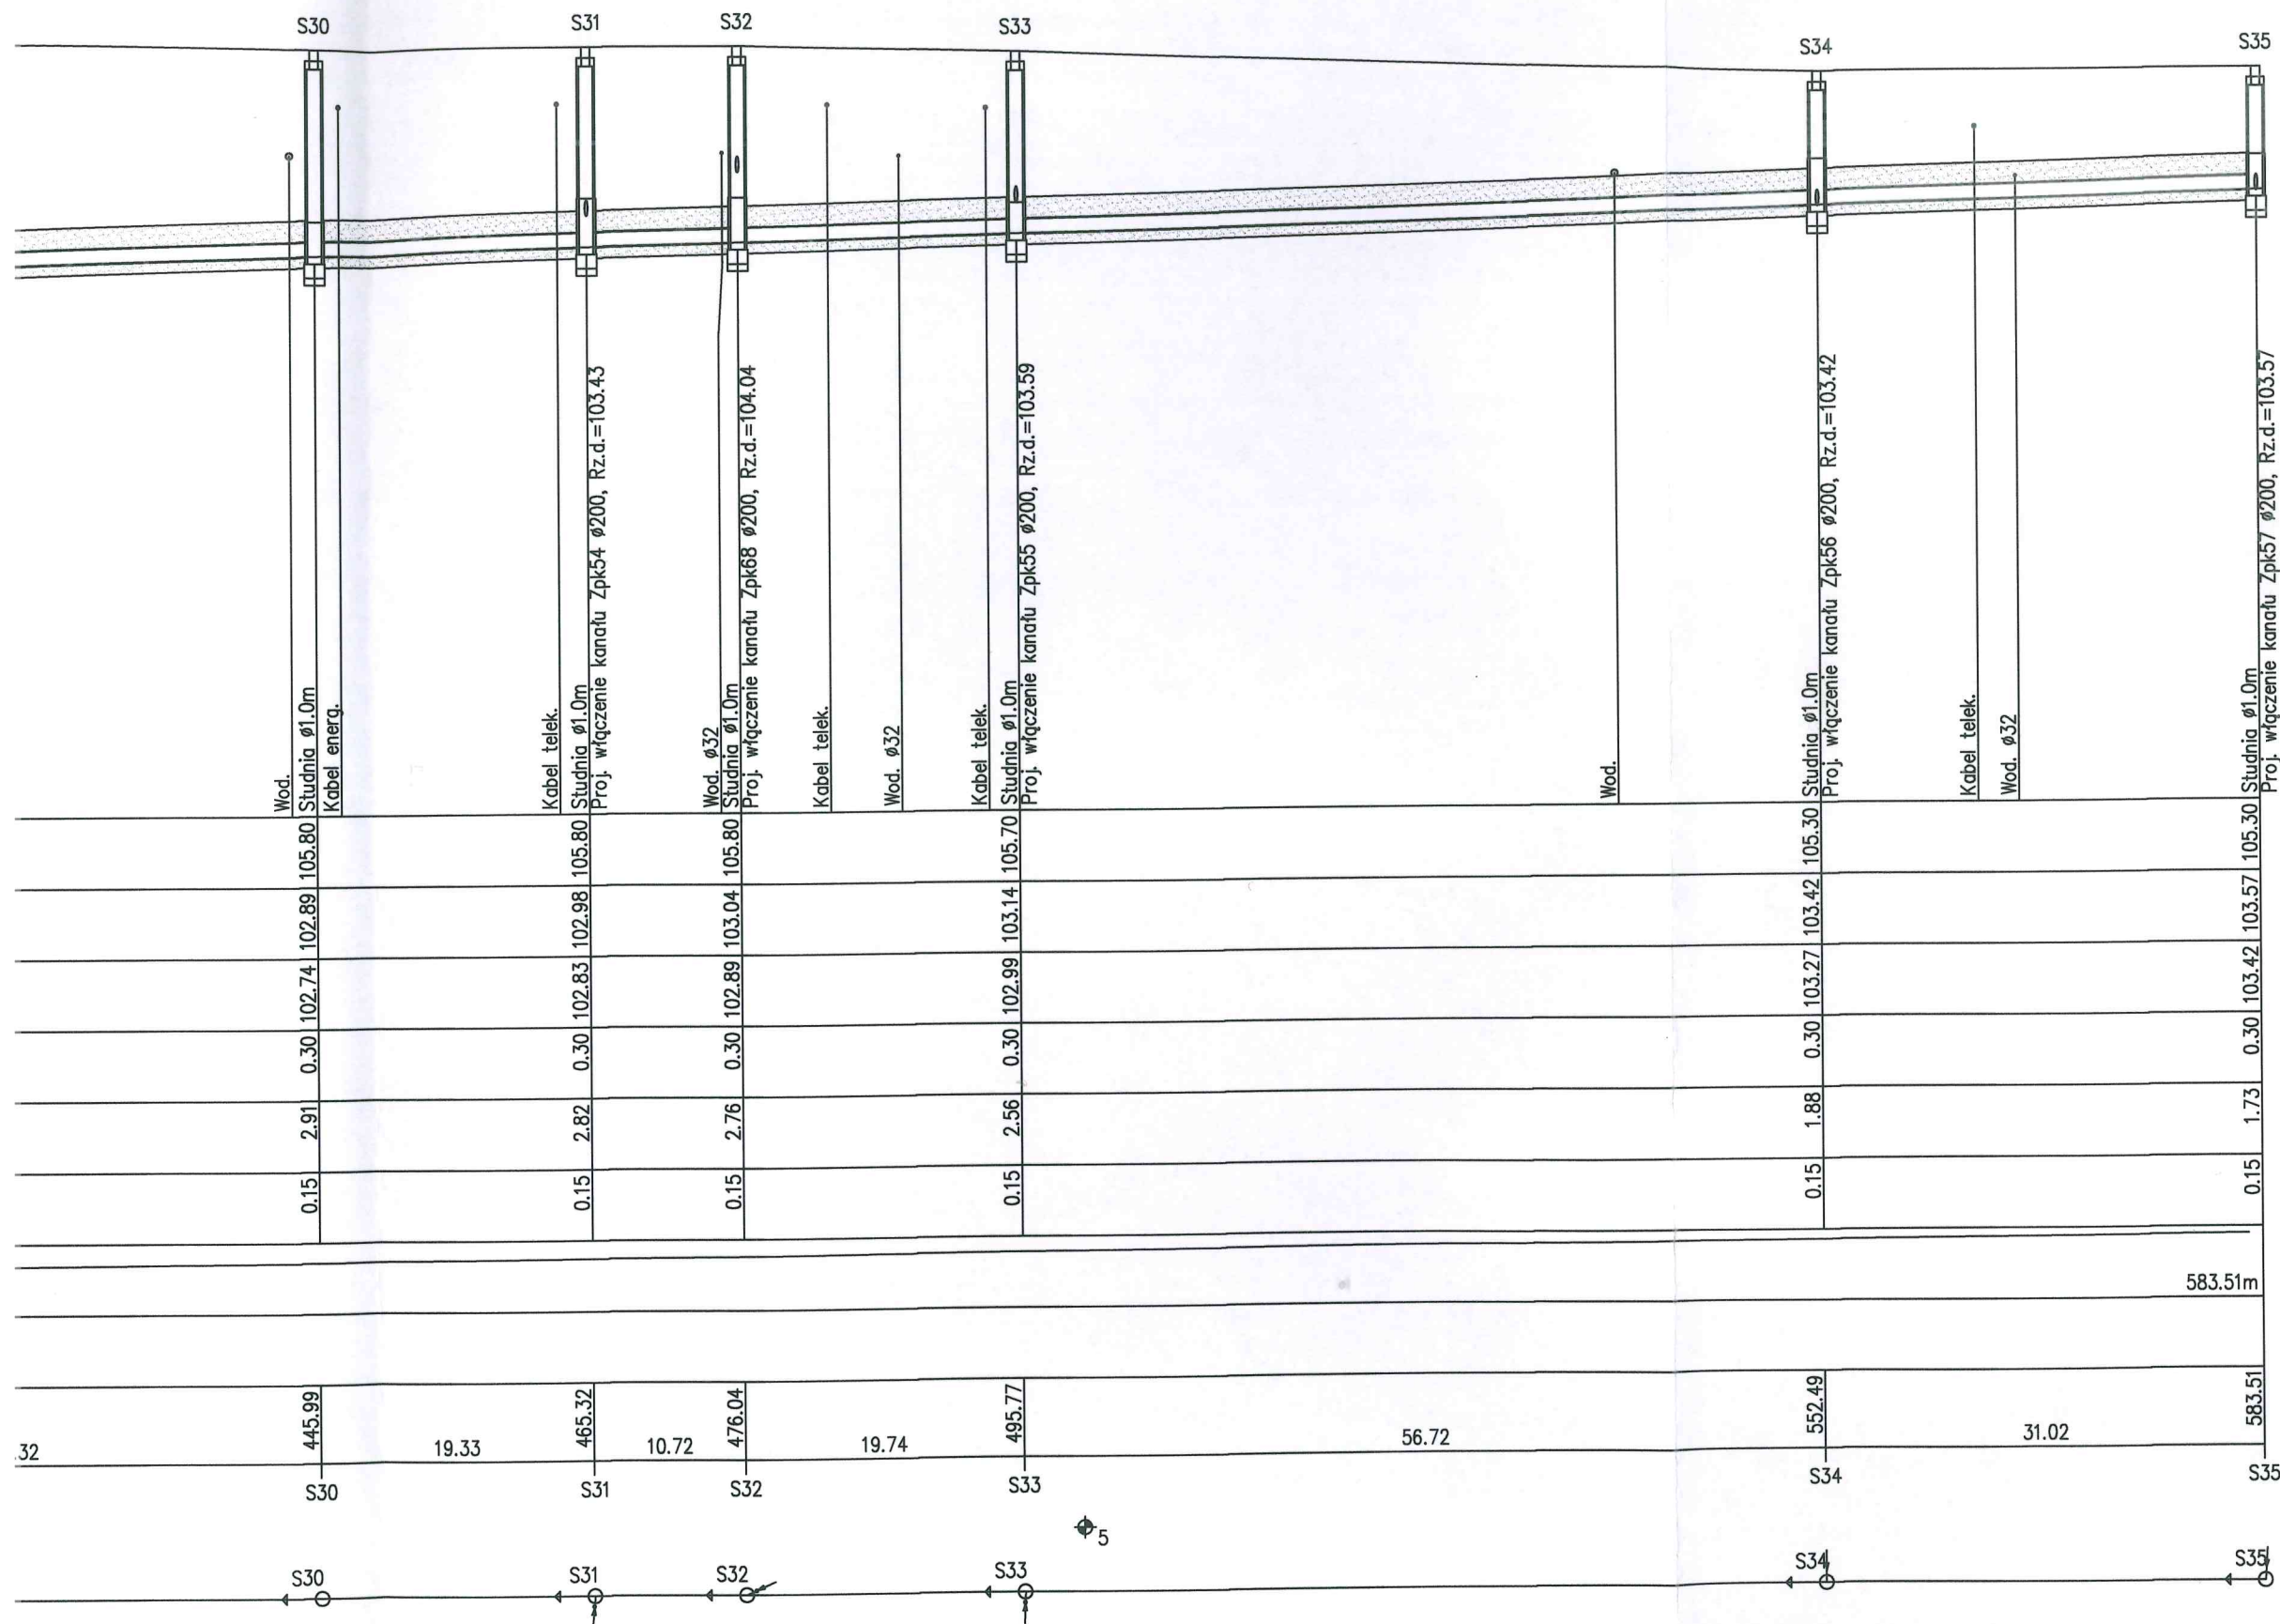 S30 S31 S32 S33 S34 S35
Wod.
Studnia ø1.0m
Kabel energ.
Kabel telek.
Studnia ø1.0m
Proj. włączenie kanału Zpk54 ø200, Rz.d.=103.43
Wod. ø32
Studnia ø1.0m
Proj. włączenie kanału Zpk68 ø200, Rz.d.=104.04
Kabel telek.
Wod. ø32
Kabel telek.
Studnia ø1.0m
Proj. włączenie kanału Zpk55 ø200, Rz.d.=103.59
Wod.
Studnia ø1.0m
Proj. włączenie kanału Zpk56 ø200, Rz.d.=103.42
Kabel telek.
Wod. ø32
Studnia ø1.0m
Proj. włączenie kanału Zpk57 ø200, Rz.d.=103.57
105.80 105.80 105.80 105.70 105.30 105.30
102.89 102.98 103.04 103.14 103.42 103.57
102.74 102.83 102.89 102.99 103.27 103.42
0.30 0.30 0.30 0.30 0.30 0.30
2.91 2.82 2.76 2.56 1.88 1.73
0.15 0.15 0.15 0.15 0.15 0.15
583.51m
445.99 465.32 476.04 495.77 552.49 583.51
.32 19.33 10.72 19.74 56.72 31.02
S30 S31 S32 S33 S34 S35
5
S30 S31 S32 S33 S34 S35